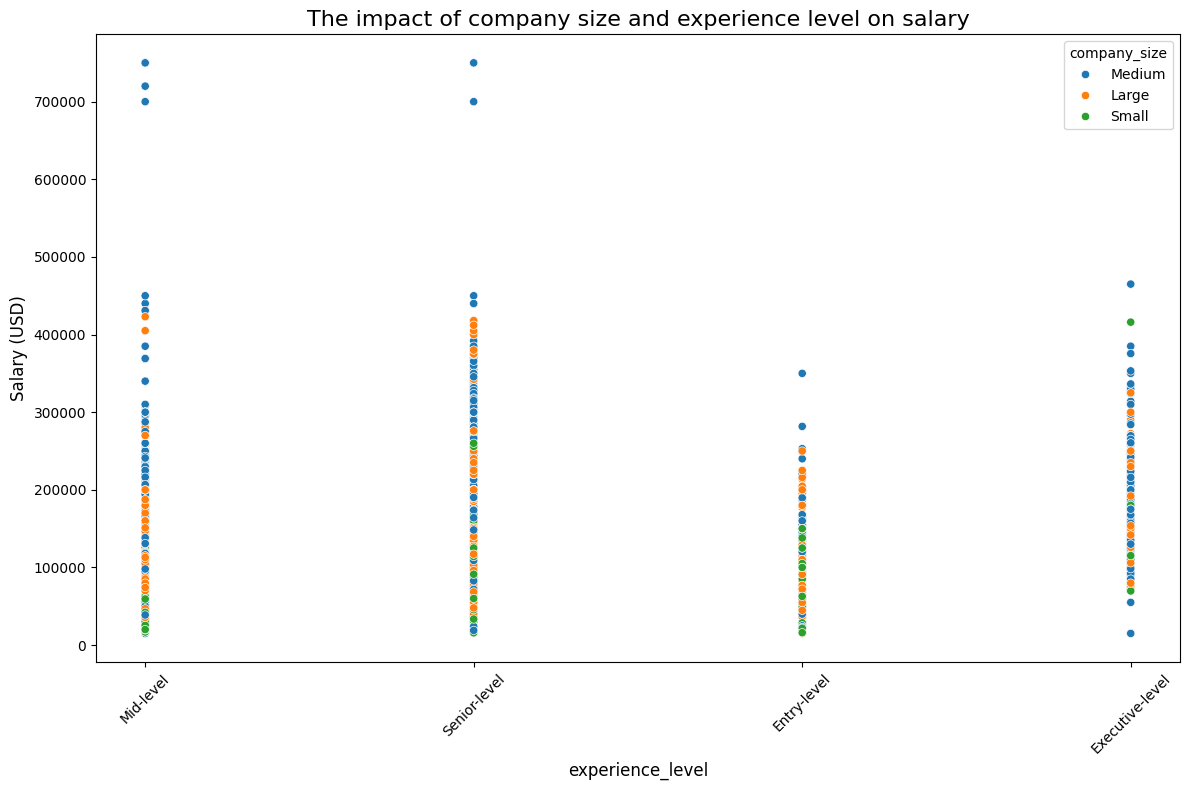 The impact of company size and experience level on salary
company_size
Medium
Large
Small
Salary (USD)
700000
600000
500000
400000
300000
200000
100000
0
Mid-level
Senior-level
Entry-level
Executive-level
experience_level